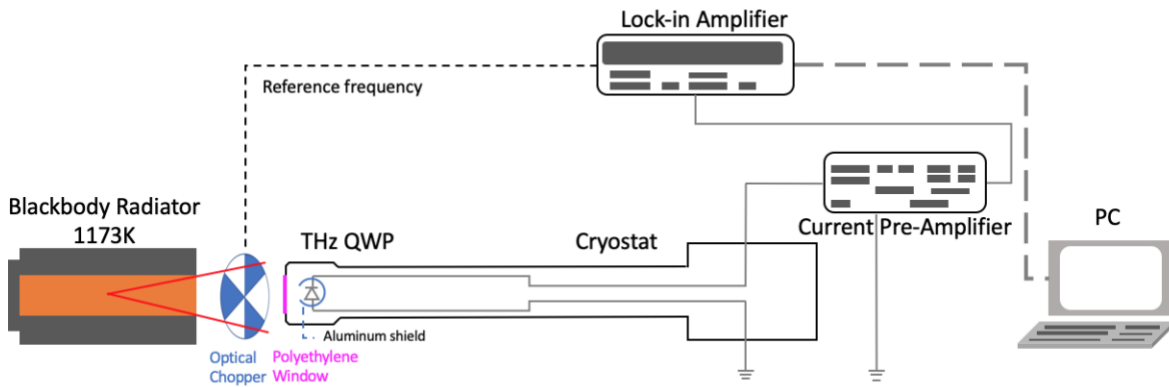 Lock-in Amplifier
Reference frequency
Blackbody Radiator
1173K
THz QWP
Cryostat
Current Pre-Amplifier
PC
Aluminum shield
Optical
Chopper
Polyethylene
Window